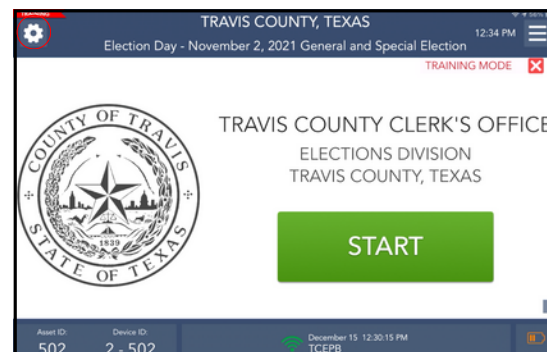 TRAINING
TRAVIS COUNTY, TEXAS
Election Day - November 2, 2021 General and Special Election
12:34 PM
TRAINING MODE
COUNTY OF TRAVIS
STATE OF TEXAS
1839
TRAVIS COUNTY CLERK'S OFFICE
ELECTIONS DIVISION
TRAVIS COUNTY, TEXAS
START
Asset ID:
502
Device ID:
2 - 502
December 15 12:30:15 PM
TCEPB